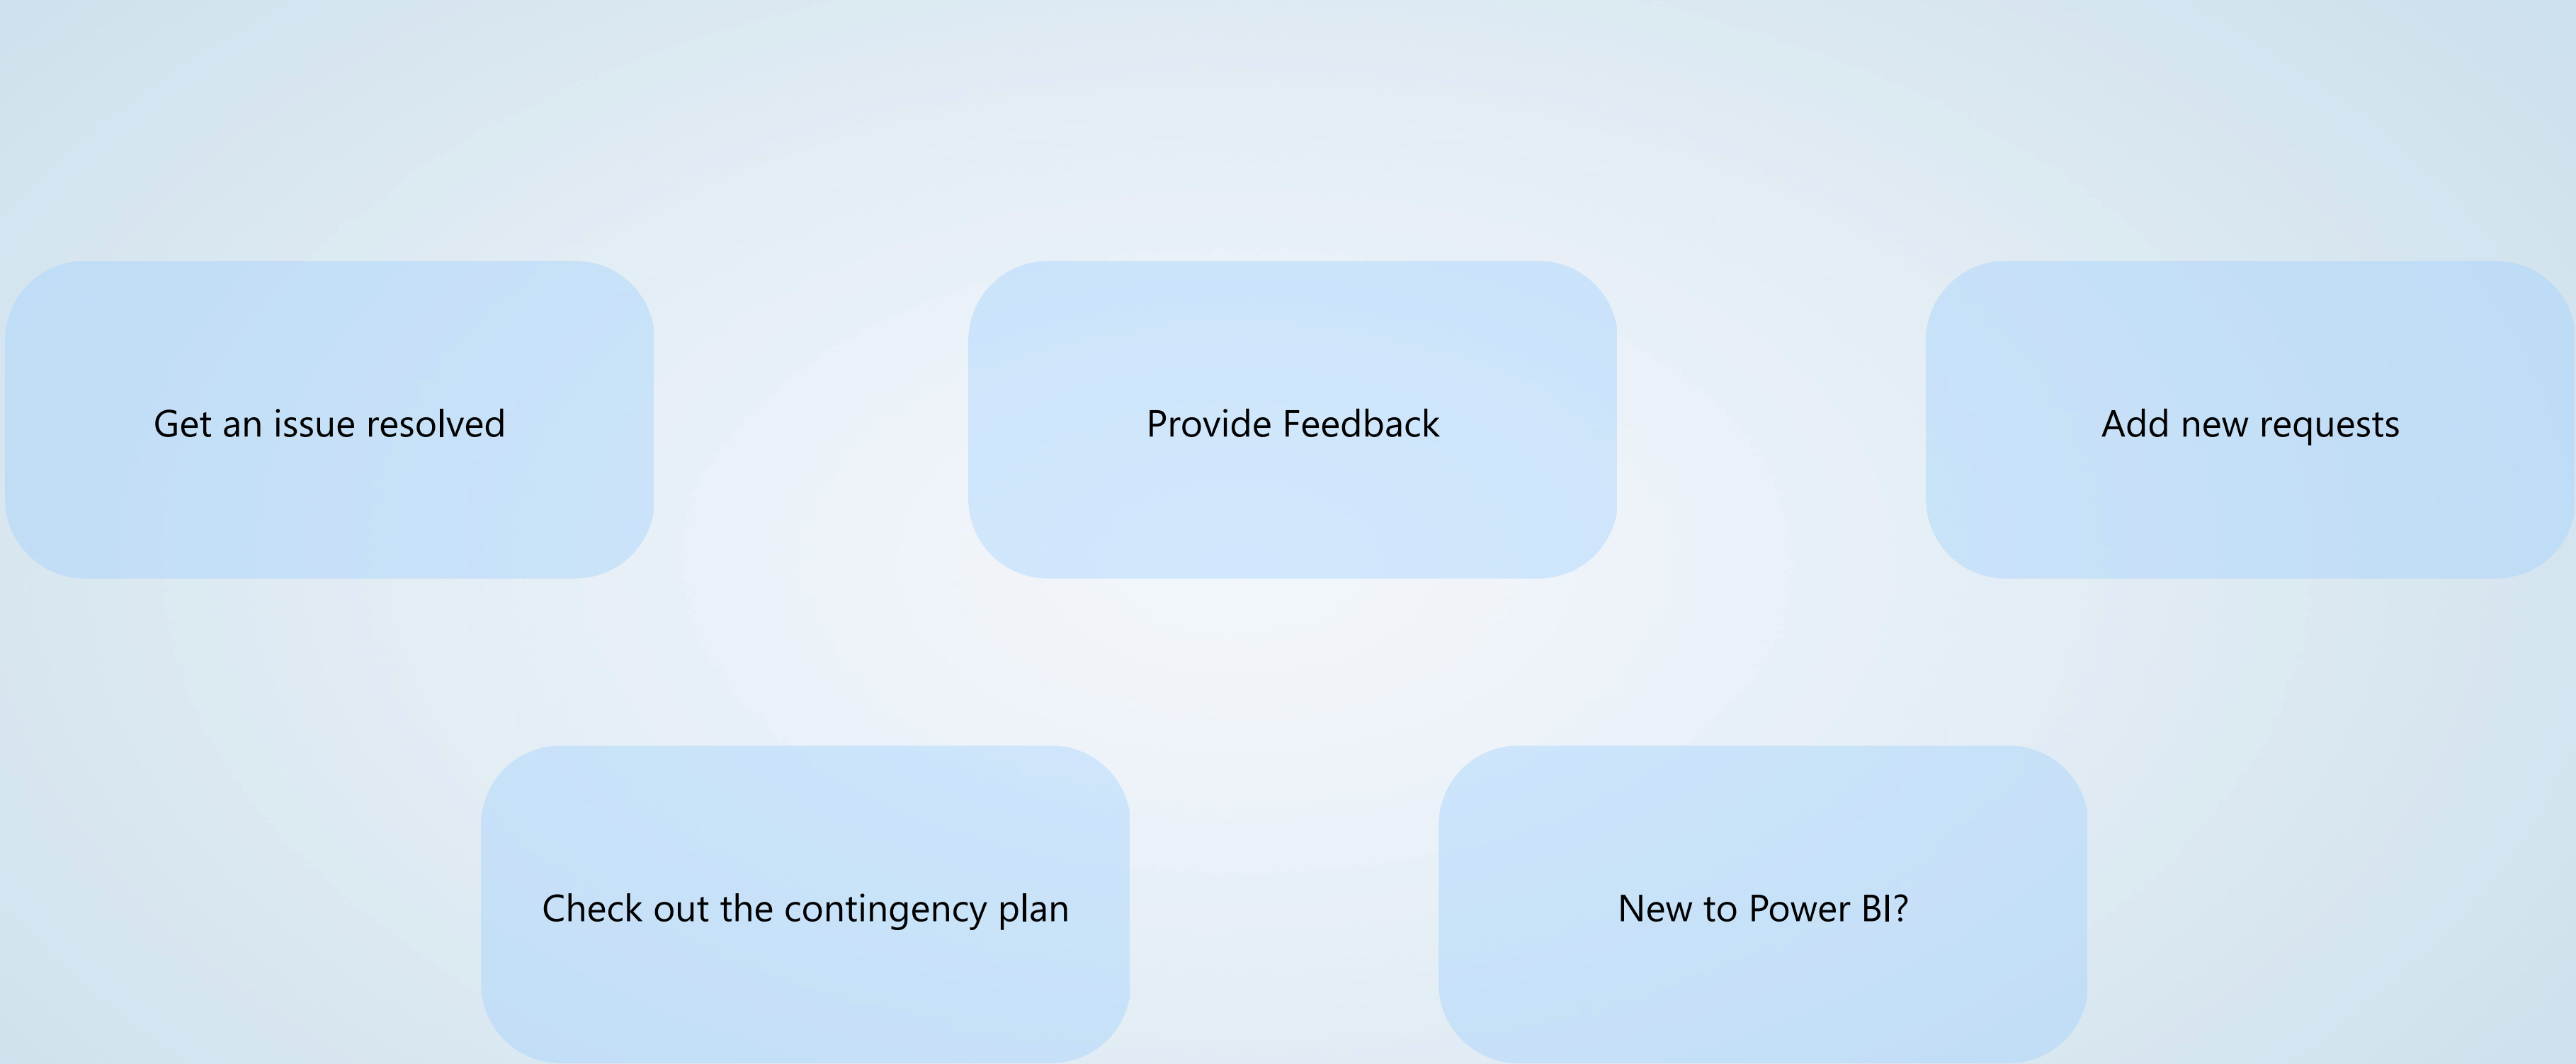 Get an issue resolved
Provide Feedback
Add new requests
Check out the contingency plan
New to Power BI?